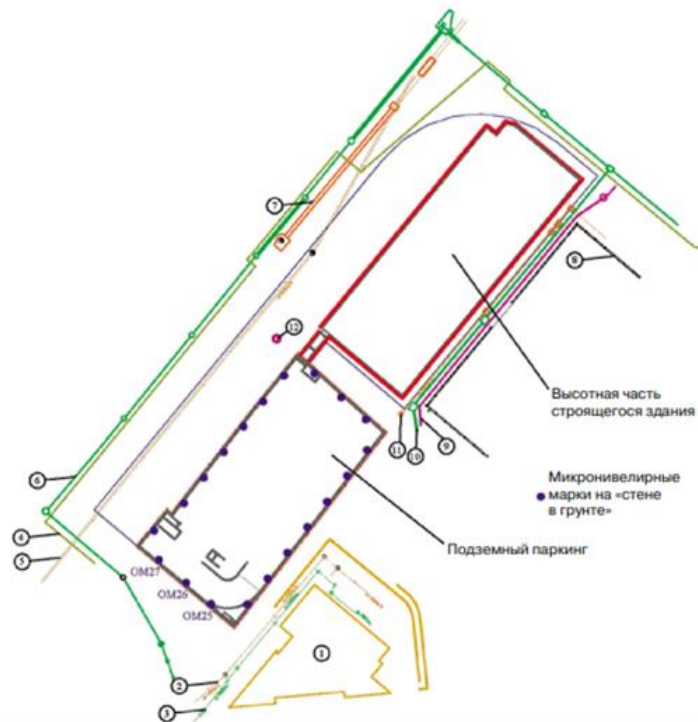 7
8
12
Высотная часть
строящегося здания
11
10
9
6
Микронивелирные
марки на «стене
в грунте»
4
5
Подземный паркинг
ОМ27
ОМ26
ОМ25
1
2
3